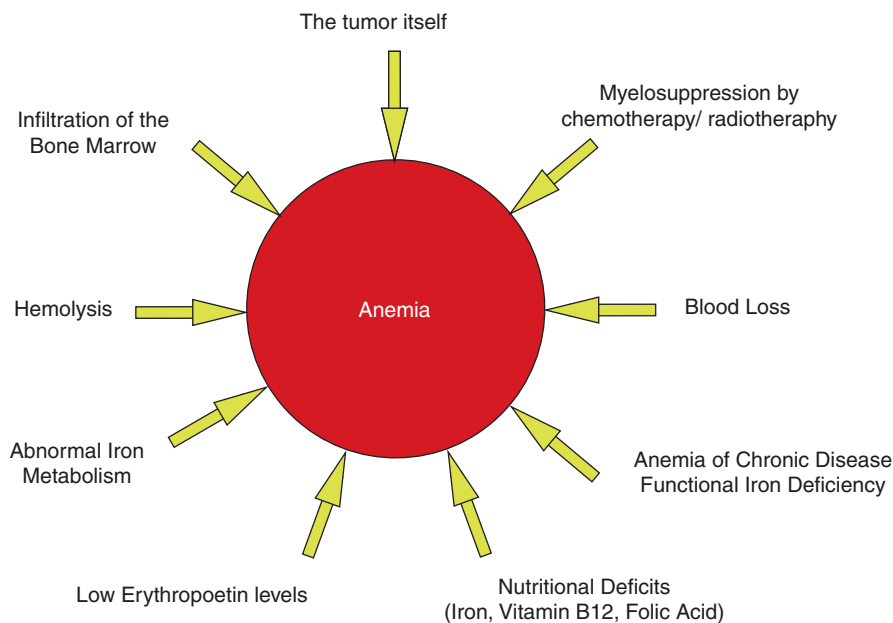 The tumor itself
Myelosuppression by
chemotherapy/ radiotheraphy
Infiltration of the
Bone Marrow
Hemolysis
Anemia
Blood Loss
Abnormal Iron
Metabolism
Anemia of Chronic Disease
Functional Iron Deficiency
Low Erythropoetin levels
Nutritional Deficits
(Iron, Vitamin B12, Folic Acid)